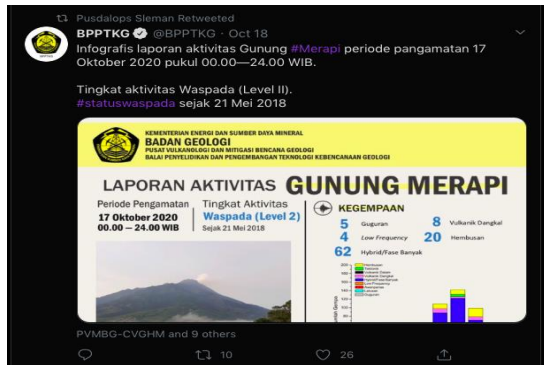 Pusdalops Sleman Retweeted
BPPTKG @BPPTKG · Oct 18
Infografis laporan aktivitas Gunung #Merapi periode pangamatan 17
Oktober 2020 pukul 00.00—24.00 WIB.
Tingkat aktivitas Waspada (Level II).
#statuswaspada sejak 21 Mei 2018
KEMENTERIAN ENERGI DAN SUMBER DAYA MINERAL
BADAN GEOLOGI
PUSAT VULKANOLOGI DAN MITIGASI BENCANA GEOLOGI
BALAI PENYELIDIKAN DAN PENGEMBANGAN TEKNOLOGI KEBENCANAAN GEOLOGI
LAPORAN AKTIVITAS GUNUNG MERAPI
Periode Pengamatan
17 Oktober 2020
00.00 — 24.00 WIB
Tingkat Aktivitas
Waspada (Level 2)
Sejak 21 Mei 2018
KEGEMPAAN
5 Guguran
8 Vulkanik Dangkal
4 Low Frequency
20 Hembusan
62 Hybrid/Fase Banyak
PVMBG-CVGHM and 9 others
10
26